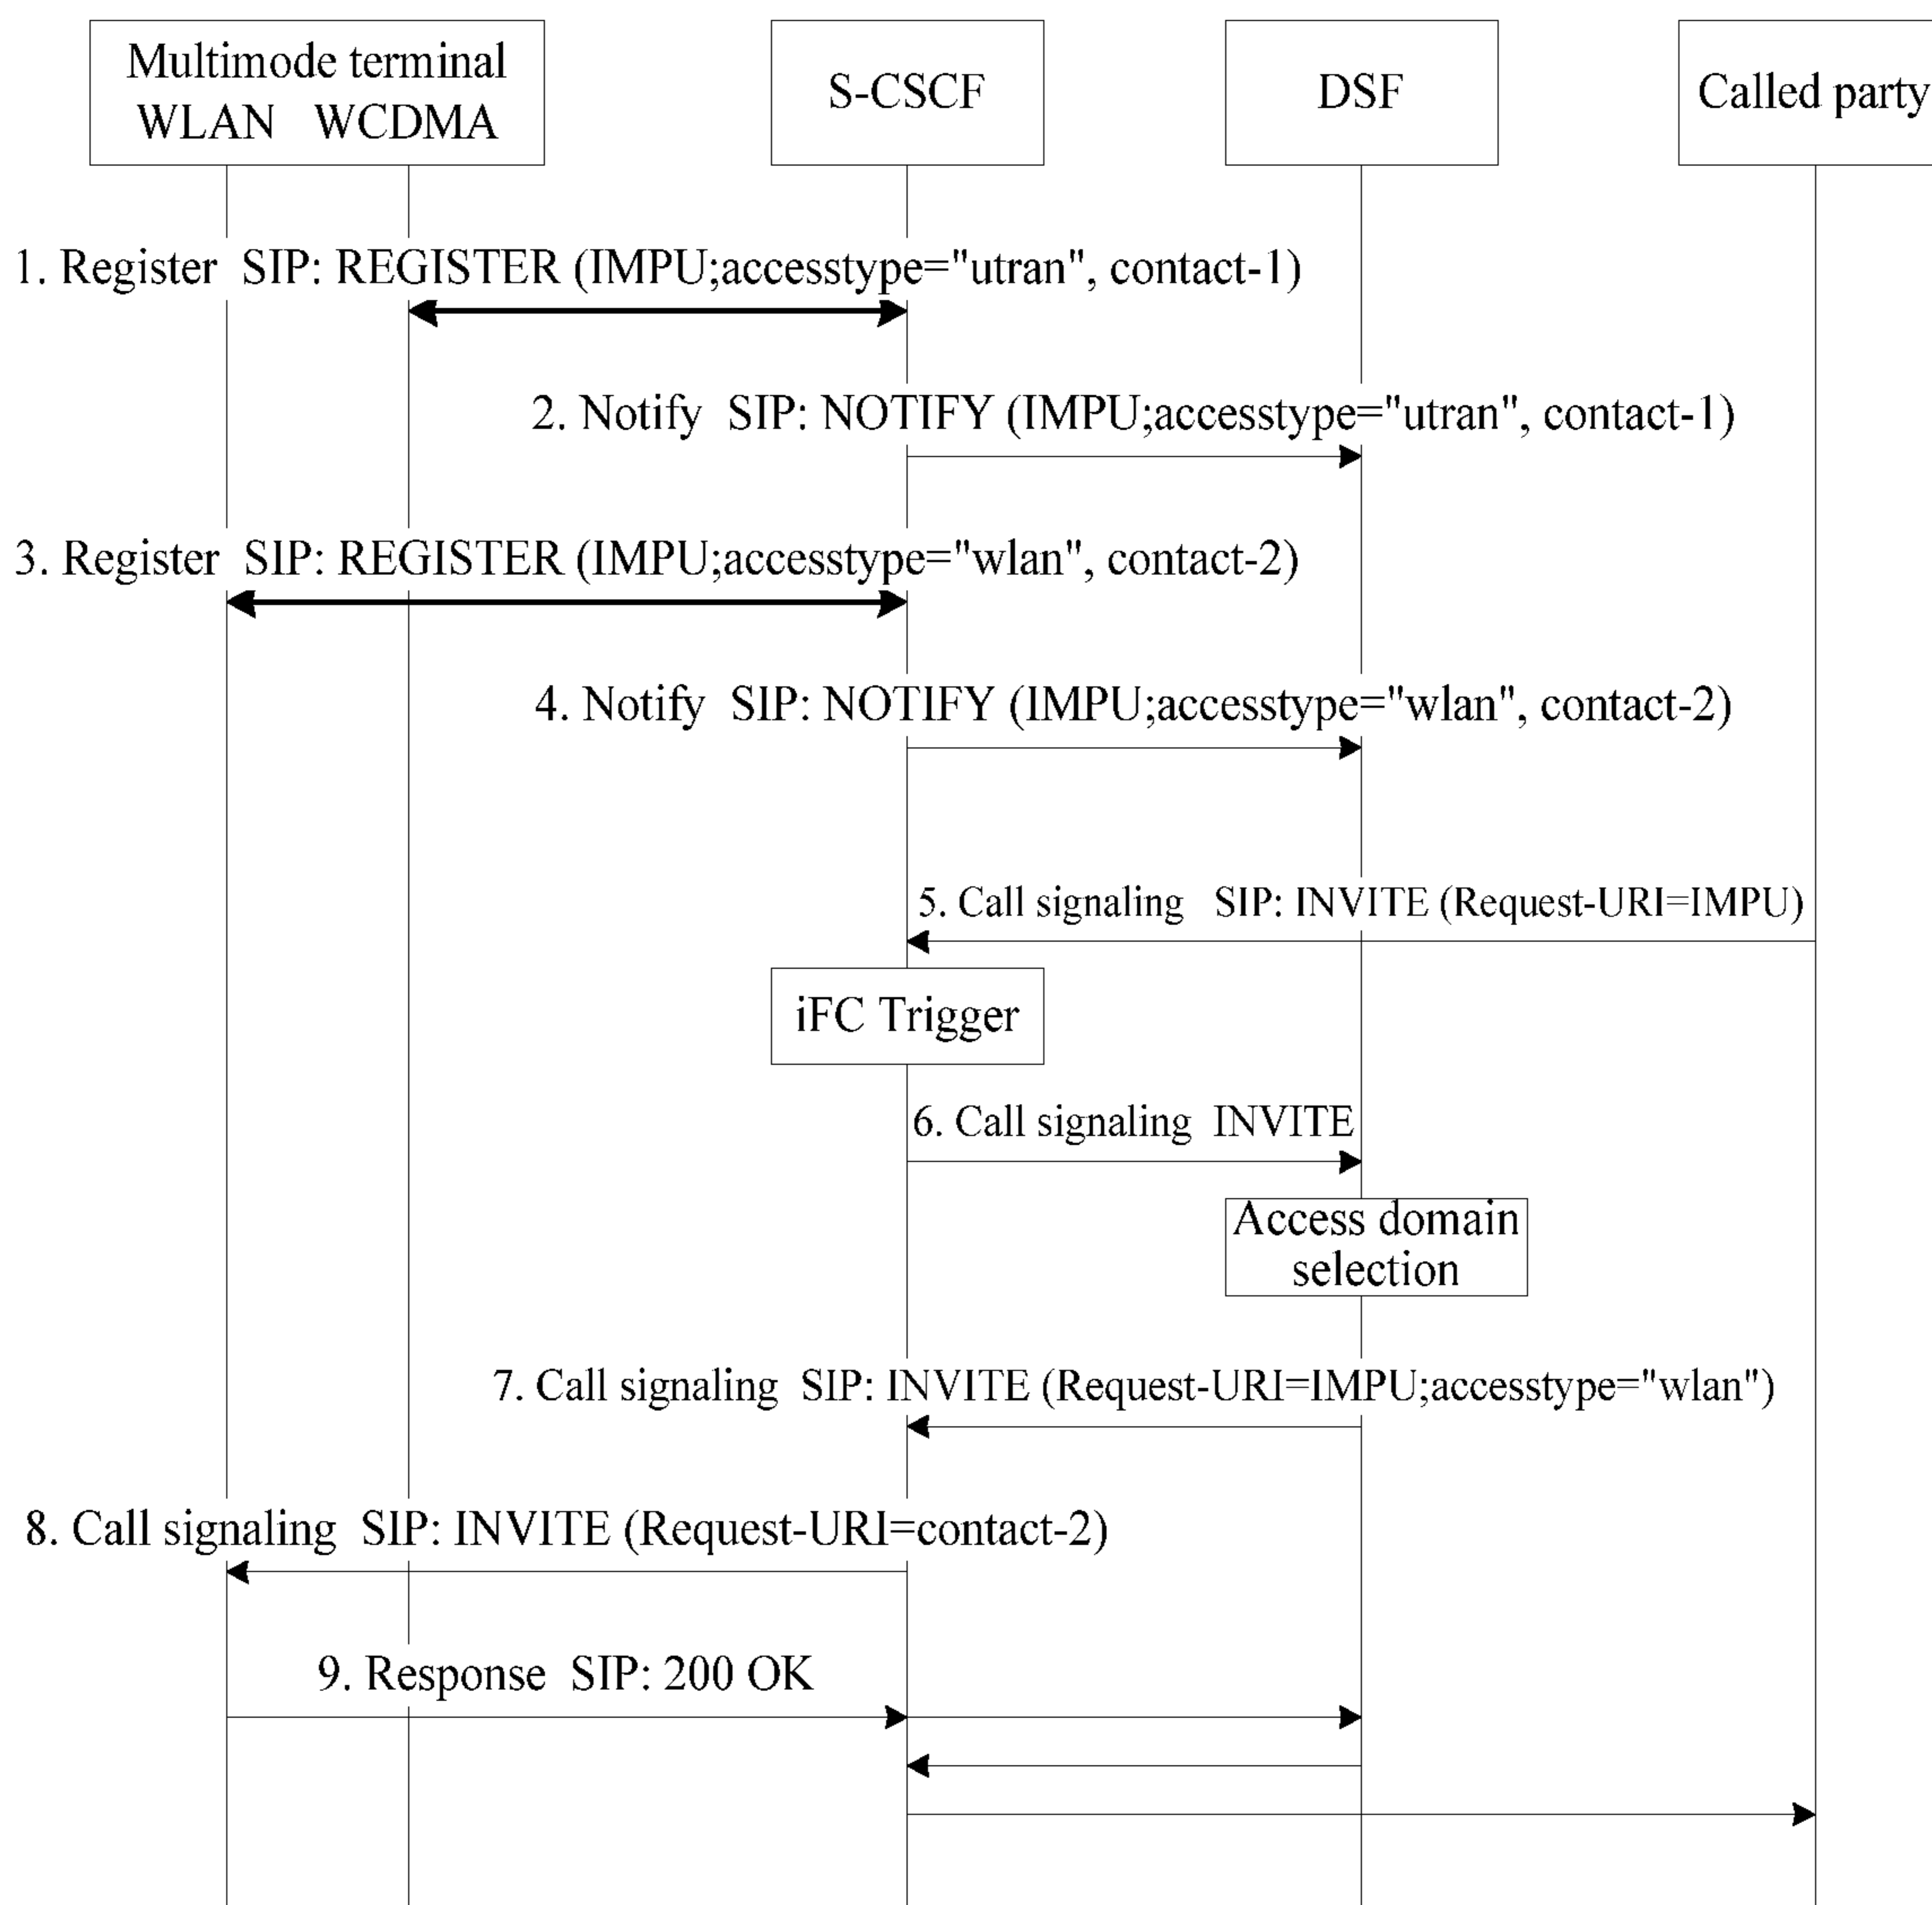 Multimode terminal
WLAN WCDMA
S-CSCF
DSF
Called party
1. Register SIP: REGISTER (IMPU;accesstype="utran", contact-1)
2. Notify SIP: NOTIFY (IMPU;accesstype="utran", contact-1)
3. Register SIP: REGISTER (IMPU;accesstype="wlan", contact-2)
4. Notify SIP: NOTIFY (IMPU;accesstype="wlan", contact-2)
5. Call signaling SIP: INVITE (Request-URI=IMPU)
iFC Trigger
6. Call signaling INVITE
Access domain
selection
7. Call signaling SIP: INVITE (Request-URI=IMPU;accesstype="wlan")
8. Call signaling SIP: INVITE (Request-URI=contact-2)
9. Response SIP: 200 OK